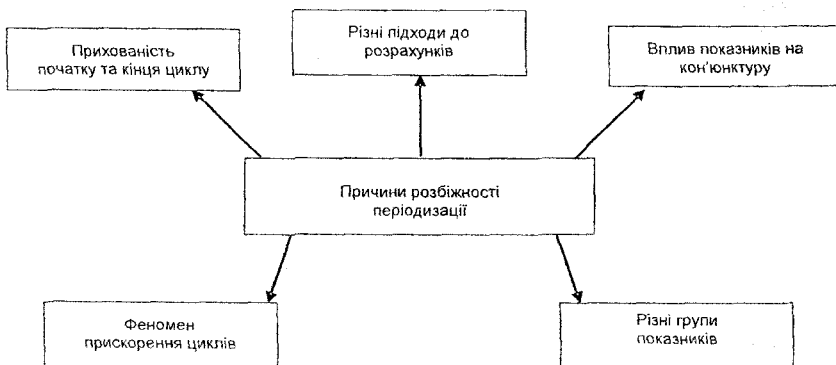 Прихованість
початку та кінця циклу
Різні підходи до
розрахунків
Вплив показників на
кон'юнктуру
Причини розбіжності
періодизації
Феномен
прискорення циклів
Різні групи
показників